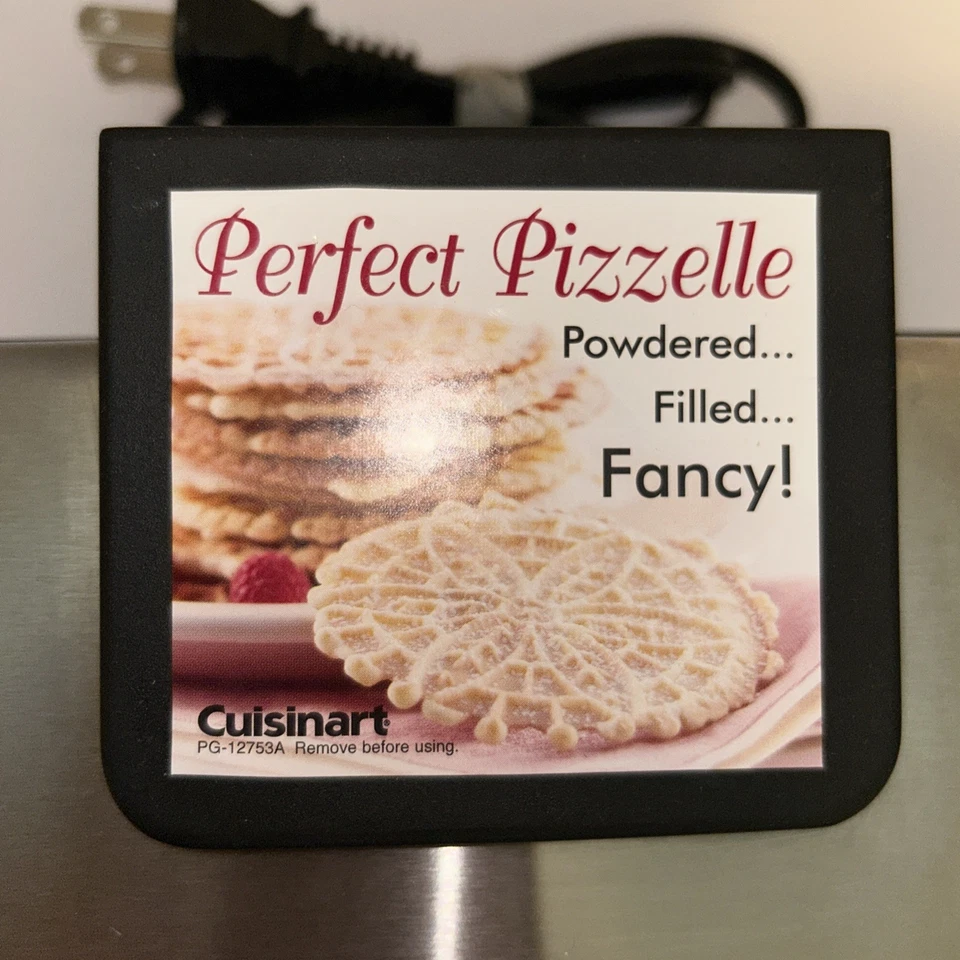 Perfect Pizzelle
Powdered...
Filled...
Fancy!
Cuisinart®
PG-12753A Remove before using.